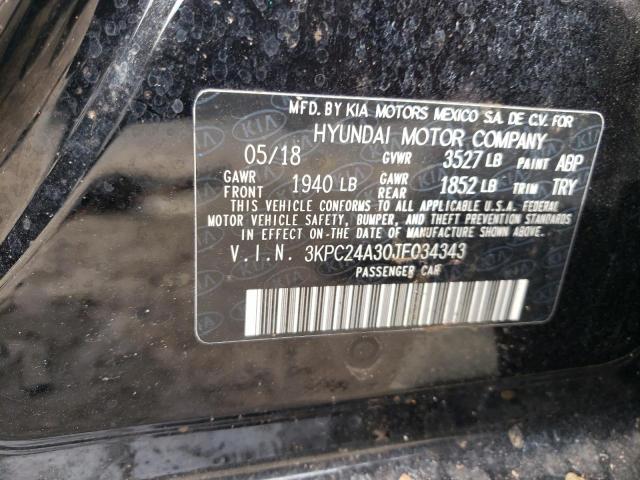 MFD. BY KIA MOTORS MEXICO S.A. DE C.V. FOR
HYUNDAI MOTOR COMPANY
05/18 GVWR 3527 LB PAINT ABP
GAWR FRONT 1940 LB GAWR REAR 1852 LB TRIM TRY
THIS VEHICLE CONFORMS TO ALL APPLICABLE U.S.A. FEDERAL
MOTOR VEHICLE SAFETY, BUMPER, AND THEFT PREVENTION STANDARDS
IN EFFECT ON THE DATE OF MANUFACTURE SHOWN ABOVE.
V.I.N. 3KPC24A30JE034343
PASSENGER CAR